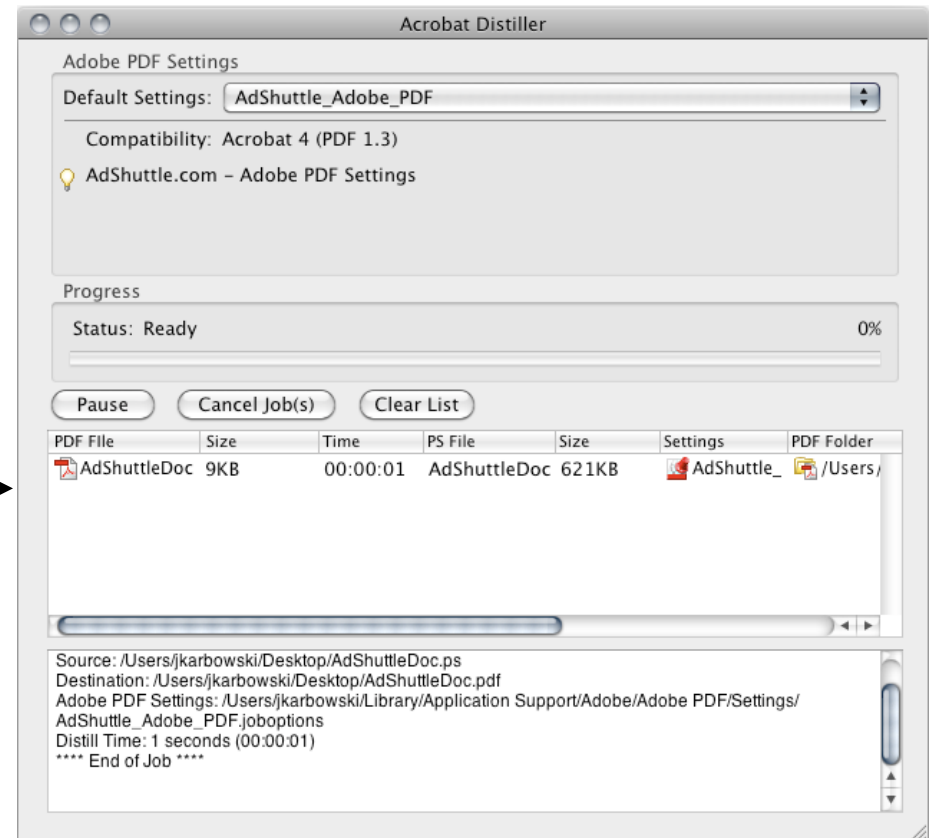 Acrobat Distiller
Adobe PDF Settings
Default Settings: AdShuttle_Adobe_PDF
Compatibility: Acrobat 4 (PDF 1.3)
AdShuttle.com – Adobe PDF Settings
Progress
Status: Ready 0%
Pause Cancel Job(s) Clear List
PDF FIle Size Time PS File Size Settings PDF Folder
AdShuttleDoc 9KB 00:00:01 AdShuttleDoc 621KB AdShuttle_ /Users/
Source: /Users/jkarbowski/Desktop/AdShuttleDoc.ps
Destination: /Users/jkarbowski/Desktop/AdShuttleDoc.pdf
Adobe PDF Settings: /Users/jkarbowski/Library/Application Support/Adobe/Adobe PDF/Settings/
AdShuttle_Adobe_PDF.joboptions
Distill Time: 1 seconds (00:00:01)
**** End of Job ****